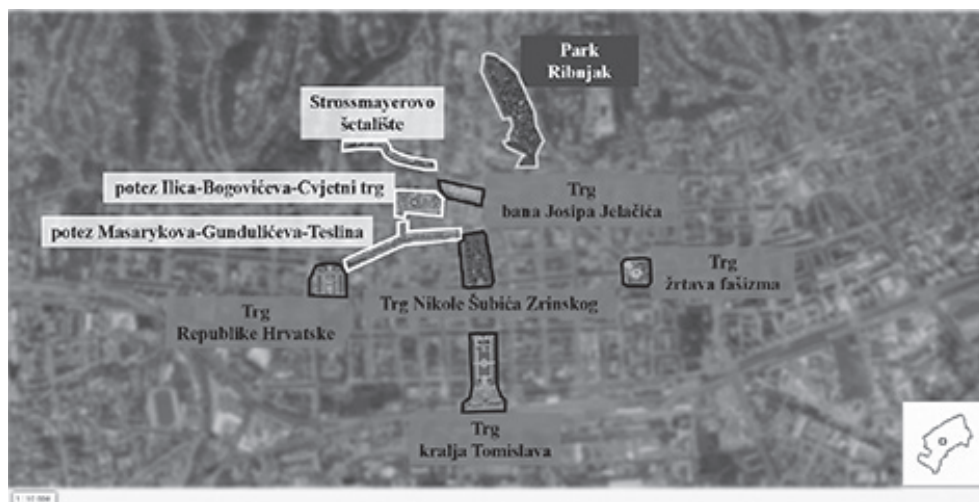 Park
Ribnjak
Strossmayerovo
šetalište
potez Ilica-Bogovićeva-Cvjetni trg
Trg
bana Josipa Jelačića
potez Masarykova-Gundulićeva-Teslina
Trg
žrtava fašizma
Trg
Republike Hrvatske
Trg Nikole Šubića Zrinskog
Trg
kralja Tomislava